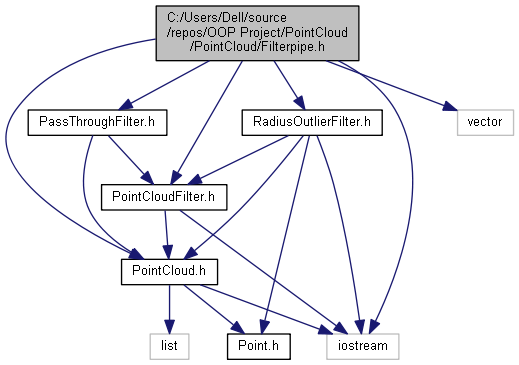 C:/Users/Dell/source
/repos/OOP Project/PointCloud
/PointCloud/Filterpipe.h
PassThroughFilter.h
RadiusOutlierFilter.h
vector
PointCloudFilter.h
PointCloud.h
list
Point.h
iostream